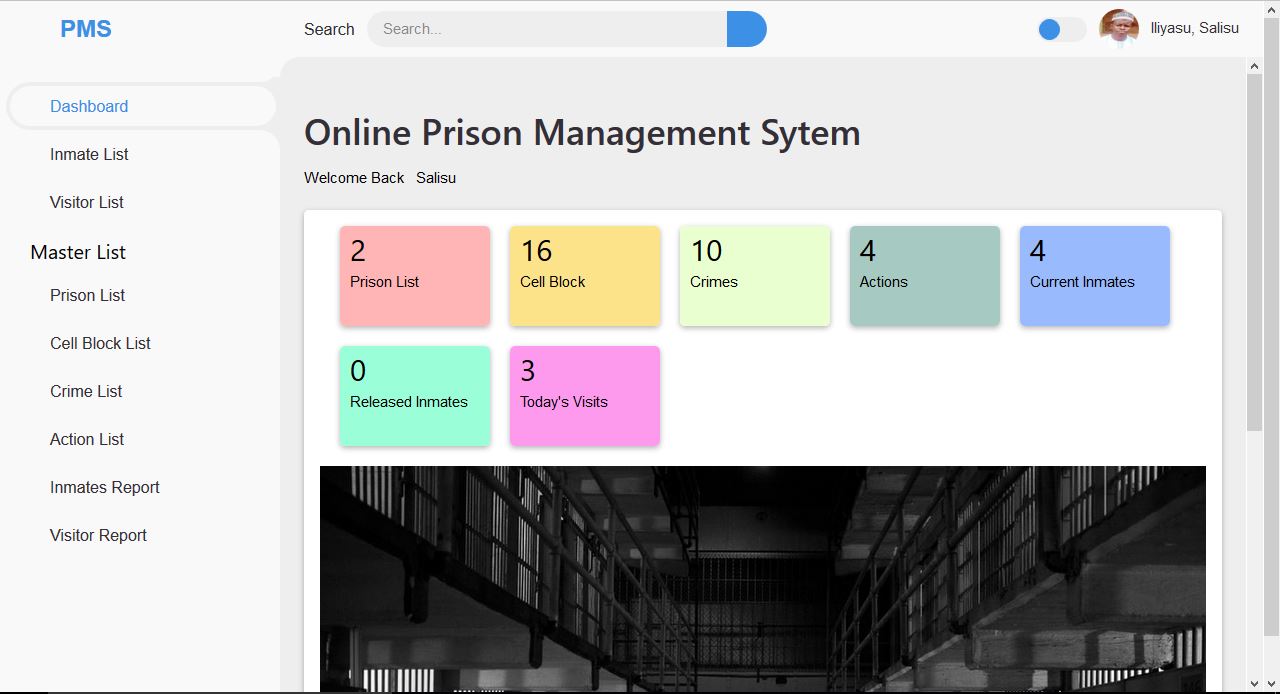 PMS
Search
Search...
Iliyasu, Salisu
Dashboard
Inmate List
Visitor List
Master List
Prison List
Cell Block List
Crime List
Action List
Inmates Report
Visitor Report
Online Prison Management Sytem
Welcome Back Salisu
2
Prison List
16
Cell Block
10
Crimes
4
Actions
4
Current Inmates
0
Released Inmates
3
Today's Visits